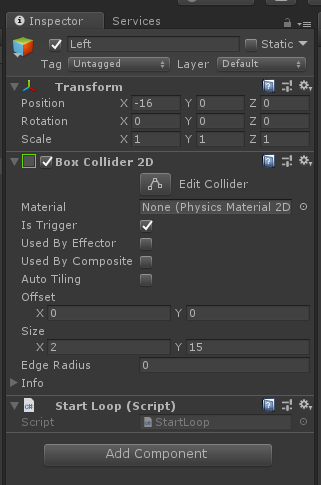 Inspector Services
Left Static
Tag Untagged Layer Default
Transform
Position X -16 Y 0 Z 0
Rotation X 0 Y 0 Z 0
Scale X 1 Y 1 Z 1
Box Collider 2D
Edit Collider
Material None (Physics Material 2D
Is Trigger
Used By Effector
Used By Composite
Auto Tiling
Offset
X 0 Y 0
Size
X 2 Y 15
Edge Radius 0
Info
Start Loop (Script)
Script StartLoop
Add Component